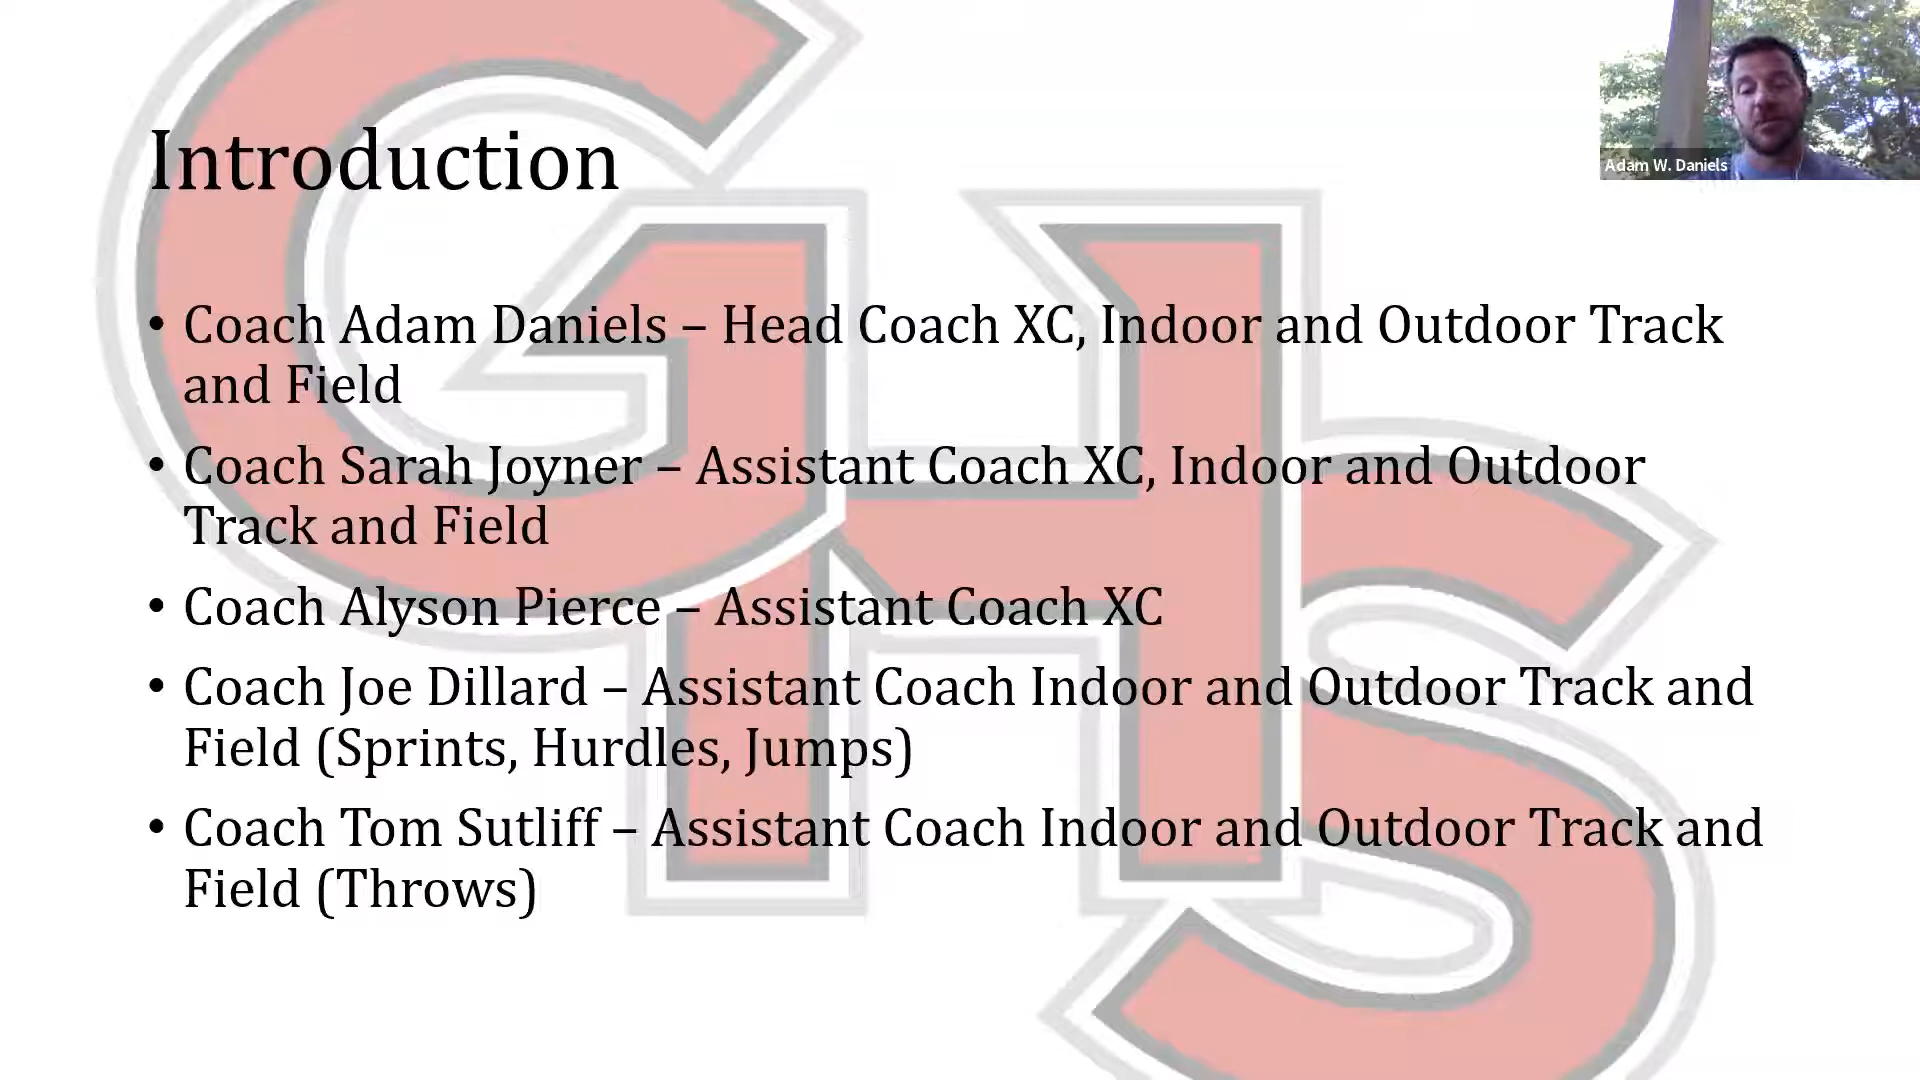 Introduction
Adam W. Daniels
• Coach Adam Daniels – Head Coach XC, Indoor and Outdoor Track
and Field
• Coach Sarah Joyner – Assistant Coach XC, Indoor and Outdoor
Track and Field
• Coach Alyson Pierce – Assistant Coach XC
• Coach Joe Dillard – Assistant Coach Indoor and Outdoor Track and
Field (Sprints, Hurdles, Jumps)
• Coach Tom Sutliff – Assistant Coach Indoor and Outdoor Track and
Field (Throws)
GHS